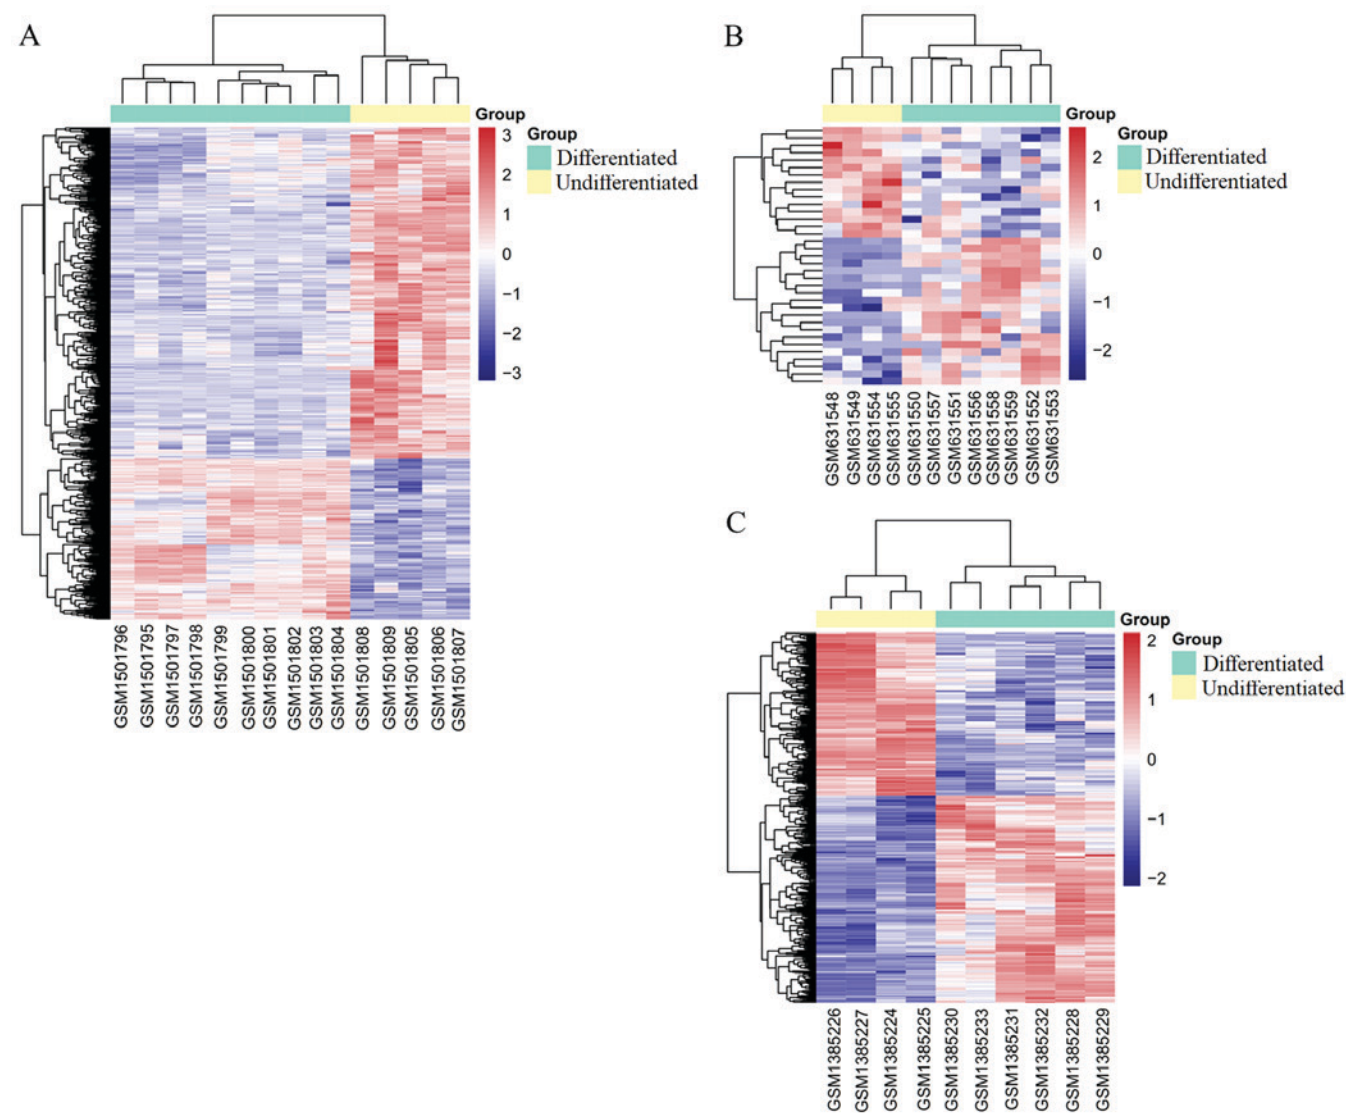 A
Group
3
2
1
0
−1
−2
−3
Group
Differentiated
Undifferentiated
GSM1501796
GSM1501795
GSM1501797
GSM1501798
GSM1501799
GSM1501800
GSM1501801
GSM1501802
GSM1501803
GSM1501804
GSM1501808
GSM1501809
GSM1501805
GSM1501806
GSM1501807
B
Group
2
1
0
−1
−2
Group
Differentiated
Undifferentiated
GSM631548
GSM631549
GSM631554
GSM631555
GSM631550
GSM631557
GSM631551
GSM631556
GSM631558
GSM631559
GSM631552
GSM631553
C
Group
2
1
0
−1
−2
Group
Differentiated
Undifferentiated
GSM1385226
GSM1385227
GSM1385224
GSM1385225
GSM1385230
GSM1385233
GSM1385231
GSM1385232
GSM1385228
GSM1385229